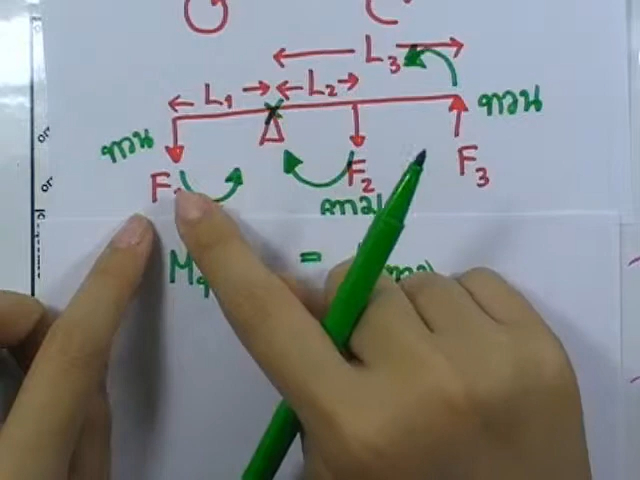 L₃
L₁ L₂
ทวน
ทวน
F F₂ F₃
ตาม
M =